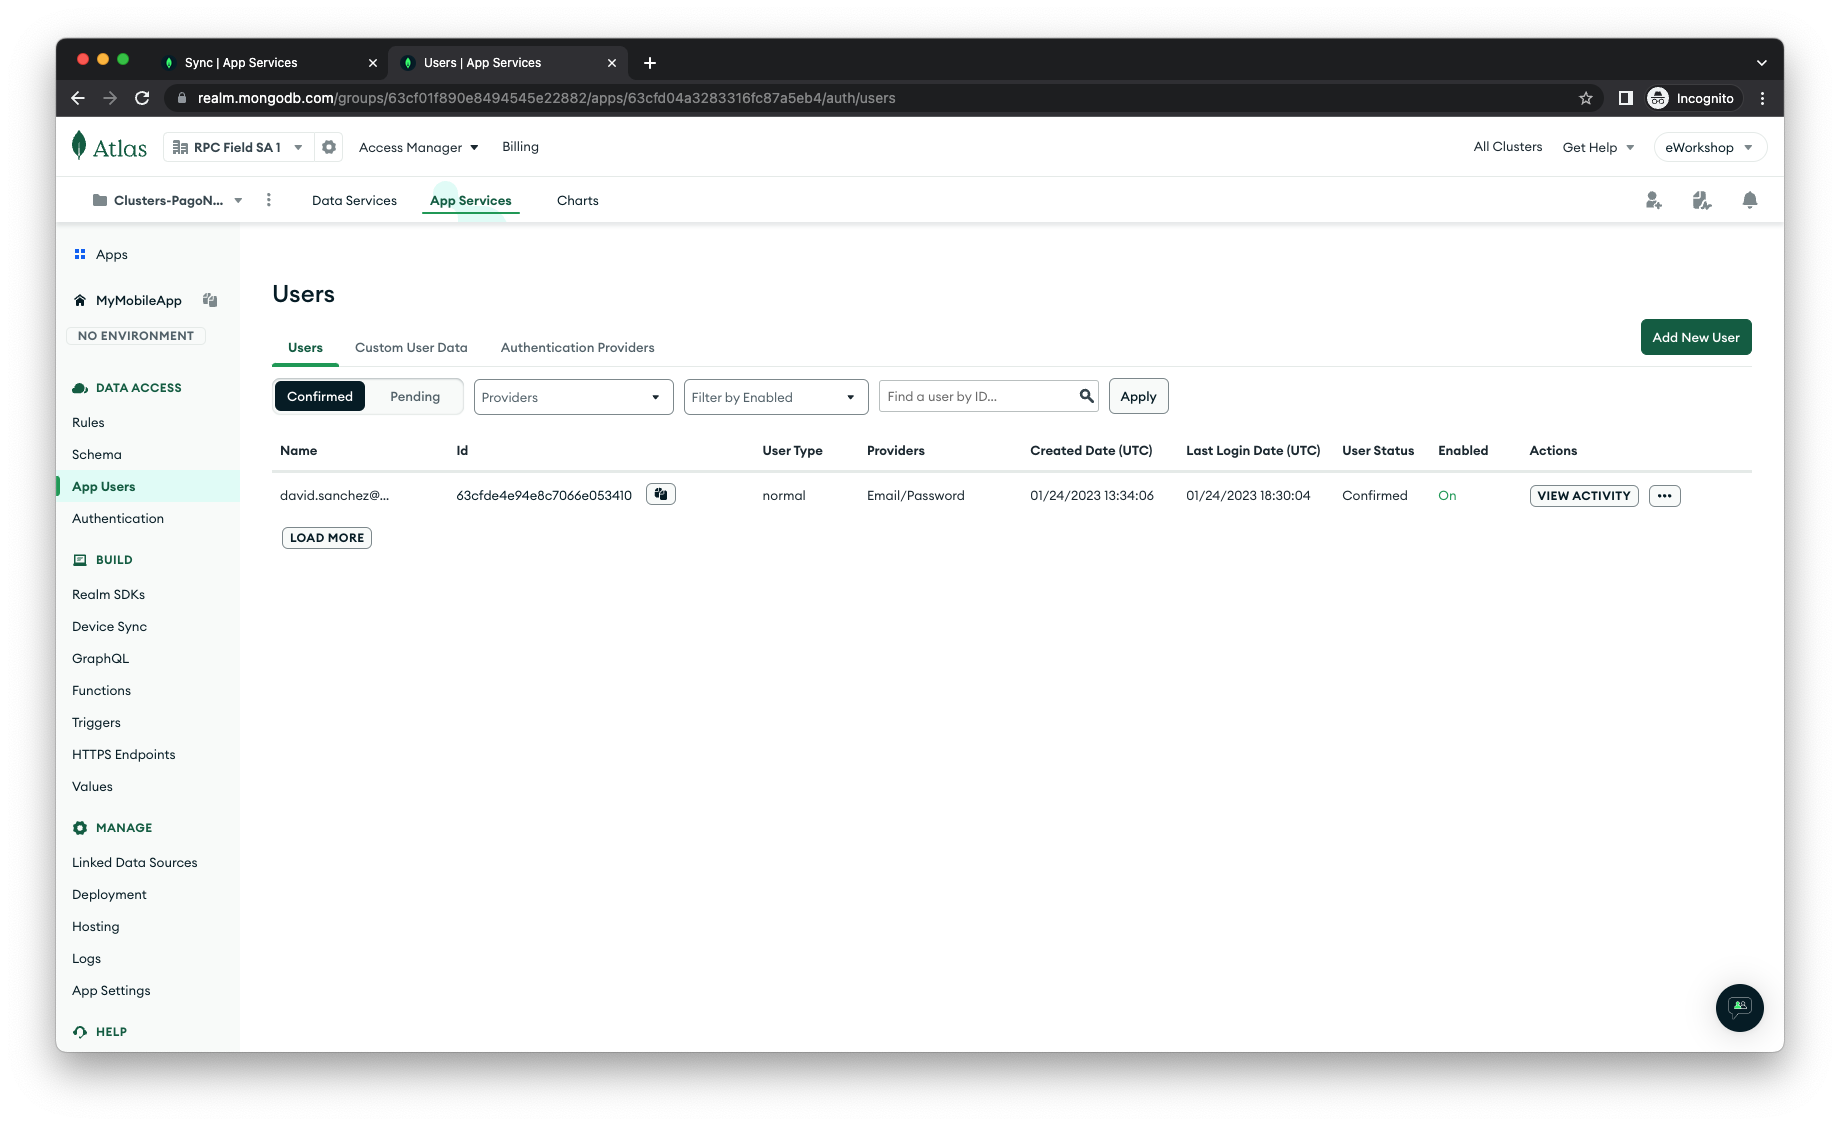 Sync | App Services
Users | App Services
realm.mongodb.com/groups/63cf01f890e8494545e22882/apps/63cfd04a3283316fc87a5eb4/auth/users
Incognito
Atlas
RPC Field SA 1
Access Manager
Billing
All Clusters
Get Help
eWorkshop
Clusters-PagoN...
Data Services
App Services
Charts
Apps
MyMobileApp
NO ENVIRONMENT
DATA ACCESS
Rules
Schema
App Users
Authentication
BUILD
Realm SDKs
Device Sync
GraphQL
Functions
Triggers
HTTPS Endpoints
Values
MANAGE
Linked Data Sources
Deployment
Hosting
Logs
App Settings
HELP
Users
Add New User
Users Custom User Data Authentication Providers
Confirmed Pending Providers Filter by Enabled Find a user by ID... Apply
Name Id User Type Providers Created Date (UTC) Last Login Date (UTC) User Status Enabled Actions
david.sanchez@... 63cfde4e94e8c7066e053410 normal Email/Password 01/24/2023 13:34:06 01/24/2023 18:30:04 Confirmed On VIEW ACTIVITY
LOAD MORE